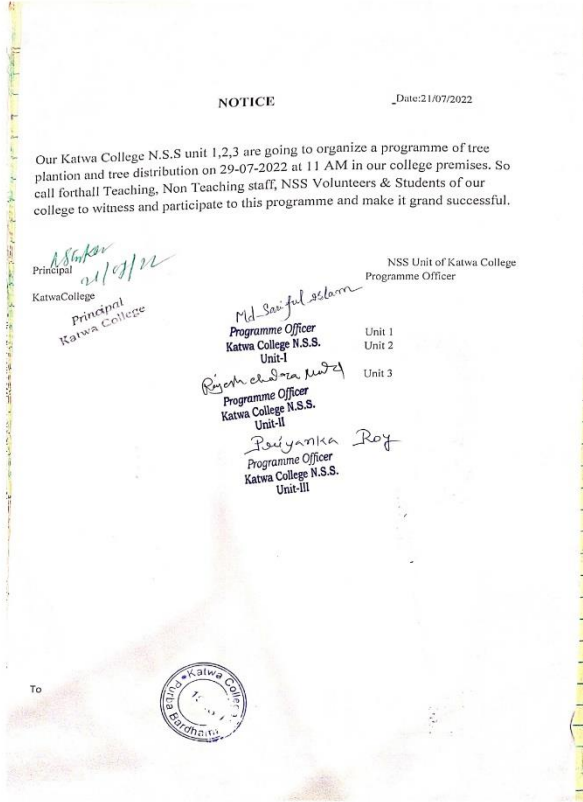 NOTICE
_Date:21/07/2022
Our Katwa College N.S.S unit 1,2,3 are going to organize a programme of tree
plantion and tree distribution on 29-07-2022 at 11 AM in our college premises. So
call forthall Teaching, Non Teaching staff, NSS Volunteers & Students of our
college to witness and participate to this programme and make it grand successful.
21/07/22
Principal
KatwaCollege
Principal
Katwa College
NSS Unit of Katwa College
Programme Officer
Md. Sariful Islam
Programme Officer
Katwa College N.S.S.
Unit-I
Unit 1
Unit 2
Unit 3
Programme Officer
Katwa College N.S.S.
Unit-II
Priyanka Roy
Programme Officer
Katwa College N.S.S.
Unit-III
To
Katwa College
Purba Bardhaman